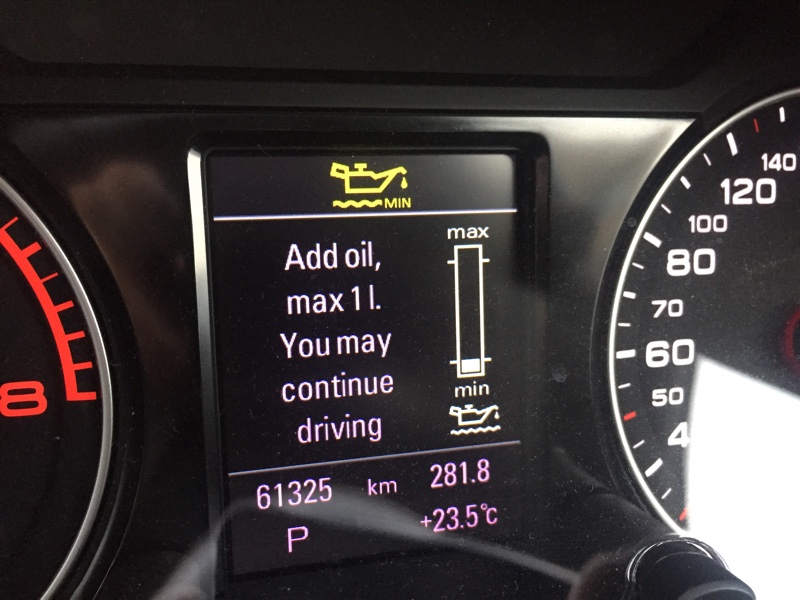 MIN
Add oil,
max 1 l.
You may
continue
driving
max
min
61325 km 281.8
P +23.5°C
8
140
120
100
80
70
60
50
4